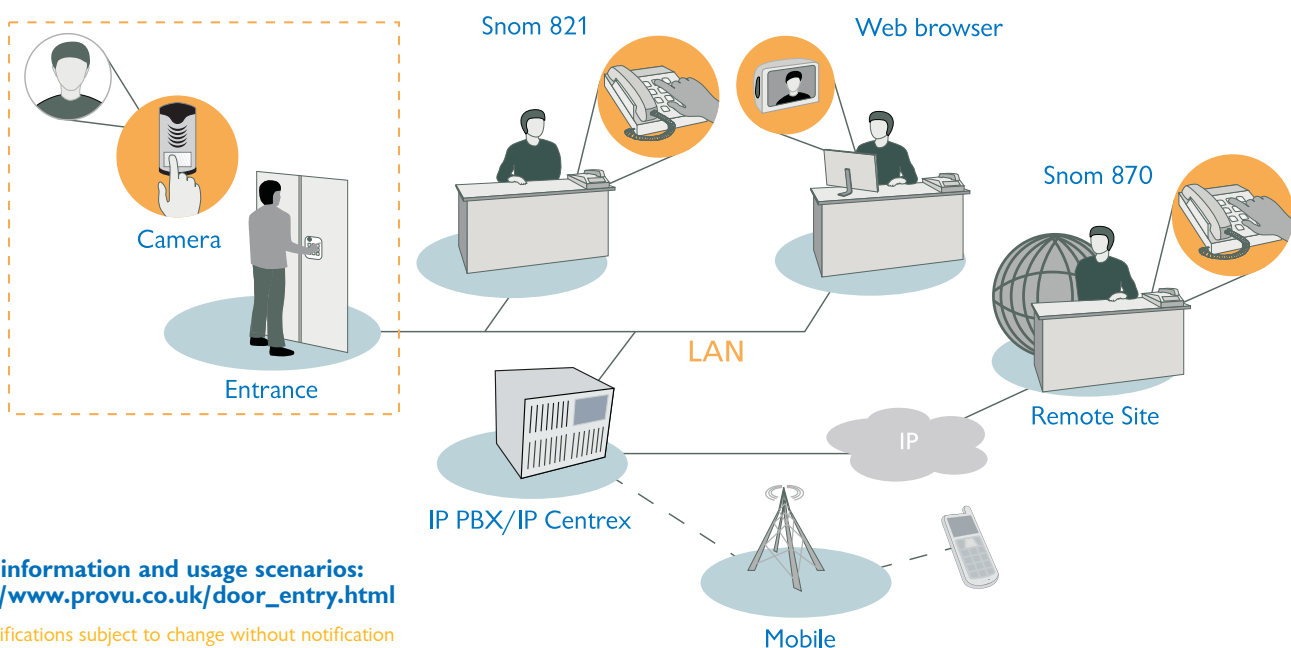 Snom 821
Web browser
Snom 870
Camera
LAN
Entrance
Remote Site
IP
IP PBX/IP Centrex
information and usage scenarios:
/www.provu.co.uk/door_entry.html
ifications subject to change without notification
Mobile